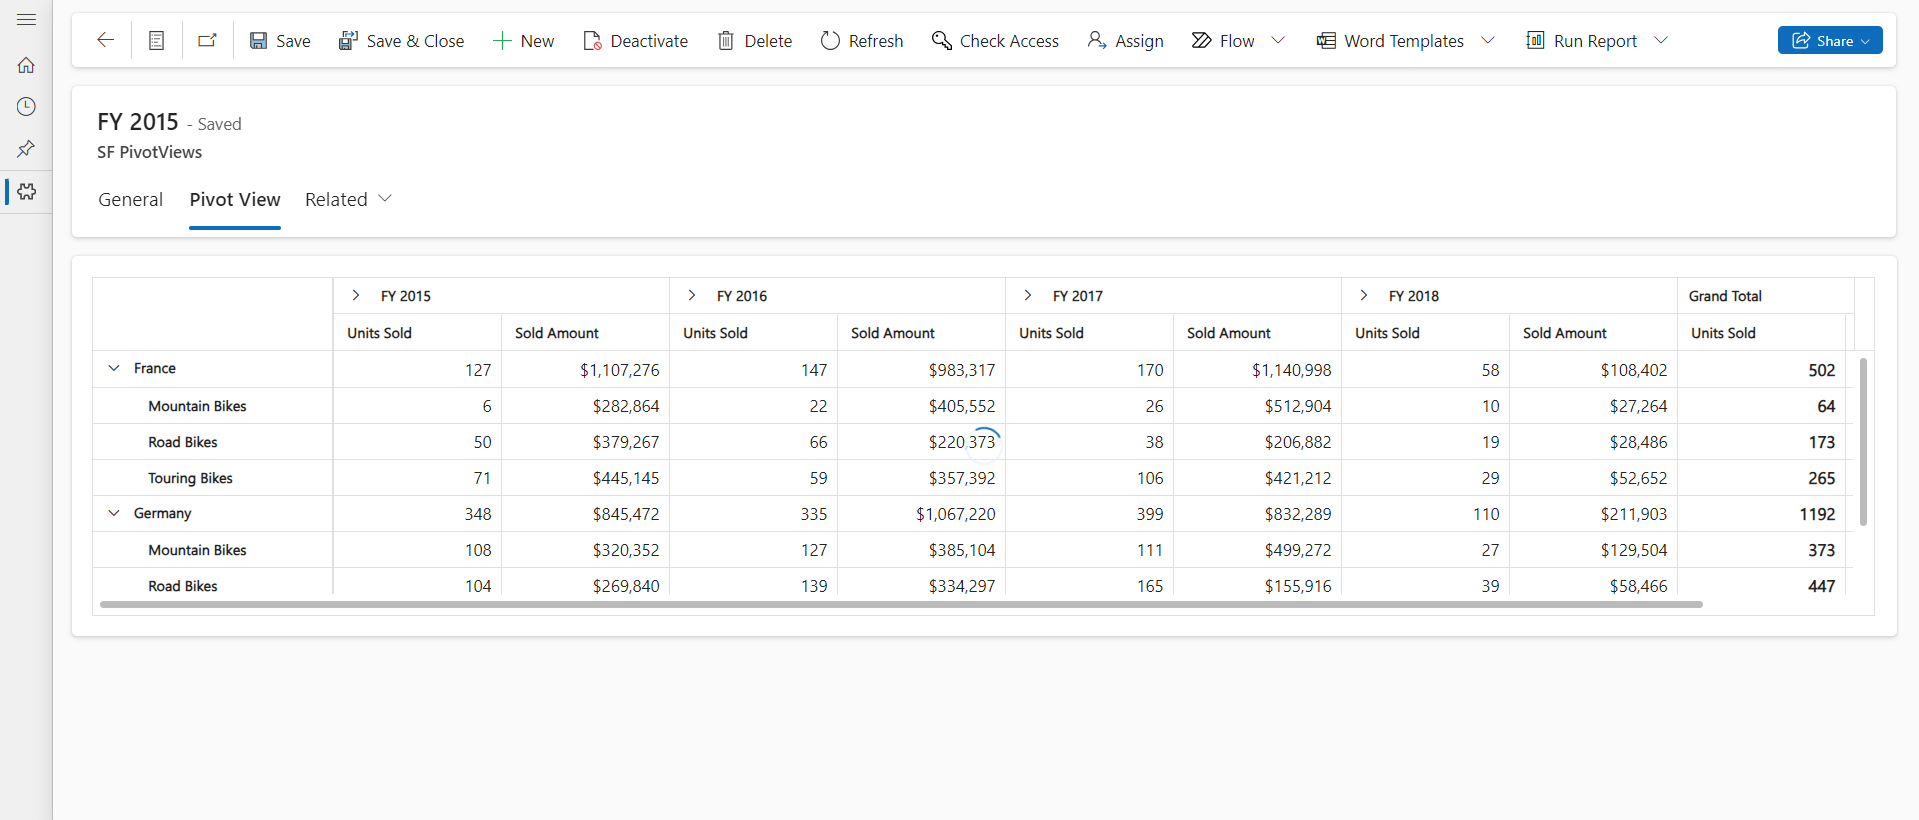 Save Save & Close New Deactivate Delete Refresh Check Access Assign Flow Word Templates Run Report Share
FY 2015 - Saved
SF PivotViews
General Pivot View Related
FY 2015 FY 2016 FY 2017 FY 2018 Grand Total
Units Sold Sold Amount Units Sold Sold Amount Units Sold Sold Amount Units Sold Sold Amount Units Sold
France 127 $1,107,276 147 $983,317 170 $1,140,998 58 $108,402 502
Mountain Bikes 6 $282,864 22 $405,552 26 $512,904 10 $27,264 64
Road Bikes 50 $379,267 66 $220,373 38 $206,882 19 $28,486 173
Touring Bikes 71 $445,145 59 $357,392 106 $421,212 29 $52,652 265
Germany 348 $845,472 335 $1,067,220 399 $832,289 110 $211,903 1192
Mountain Bikes 108 $320,352 127 $385,104 111 $499,272 27 $129,504 373
Road Bikes 104 $269,840 139 $334,297 165 $155,916 39 $58,466 447